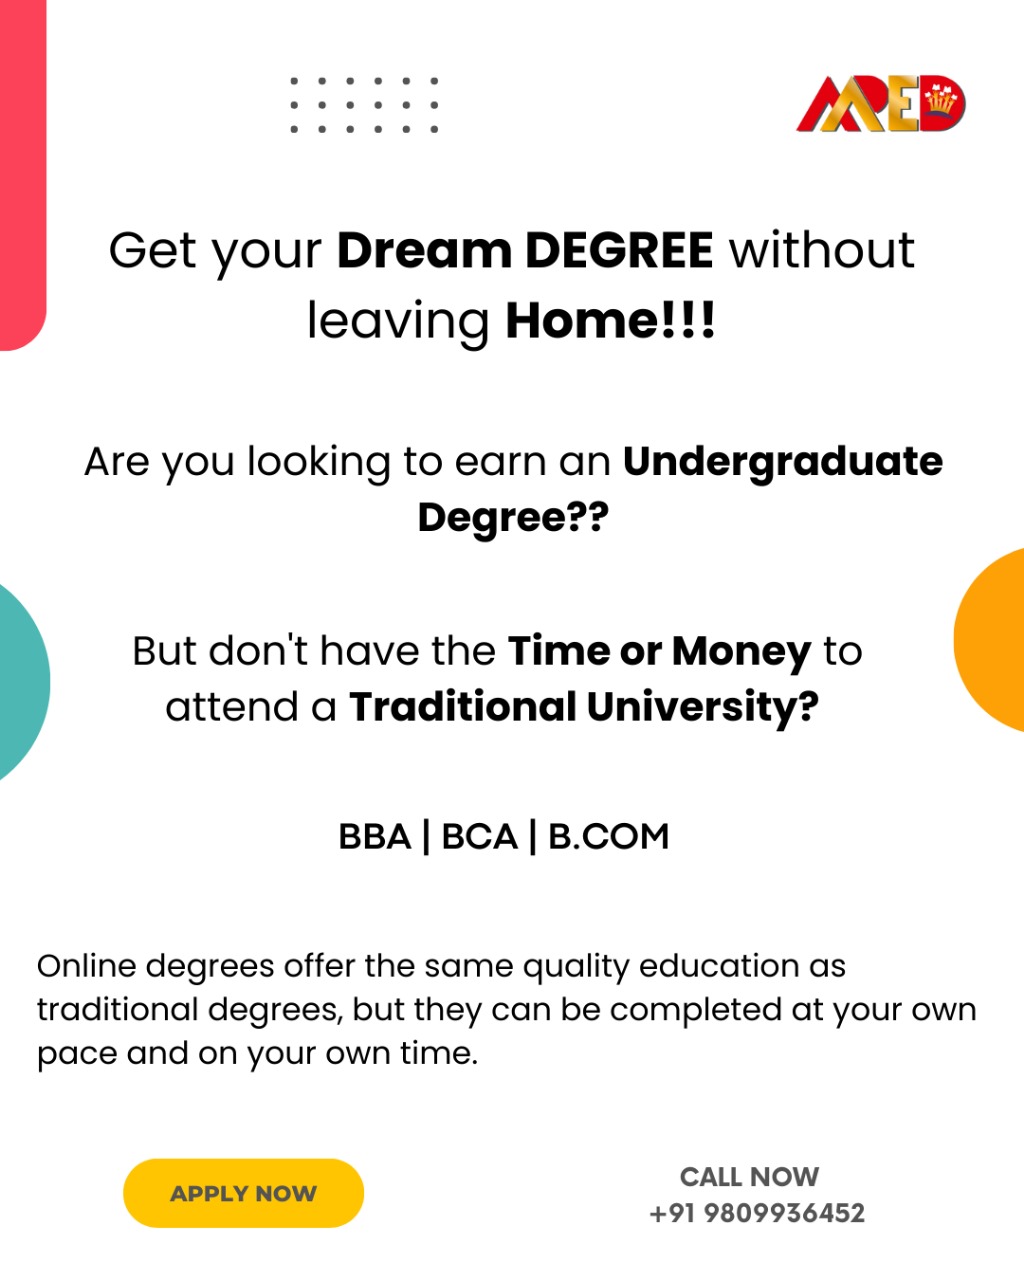 MPED
Get your Dream DEGREE without
leaving Home!!!
Are you looking to earn an Undergraduate
Degree??
But don't have the Time or Money to
attend a Traditional University?
BBA | BCA | B.COM
Online degrees offer the same quality education as
traditional degrees, but they can be completed at your own
pace and on your own time.
APPLY NOW
CALL NOW
+91 9809936452